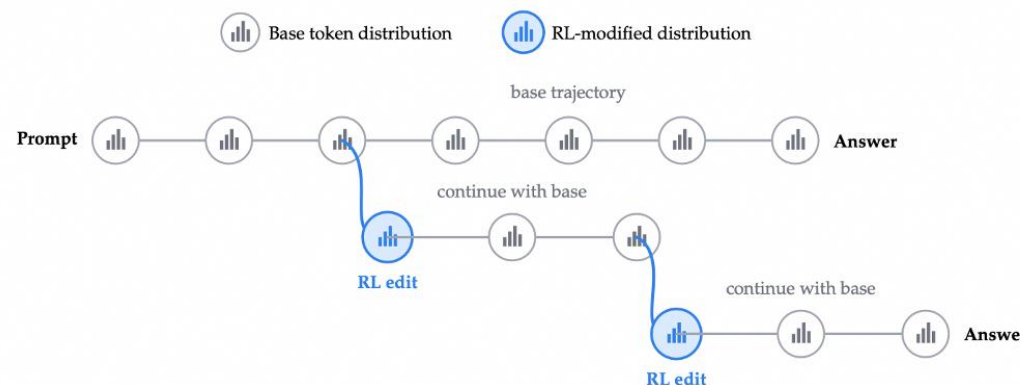 Base token distribution
RL-modified distribution
base trajectory
Prompt
Answer
continue with base
RL edit
continue with base
Answe
RL edit